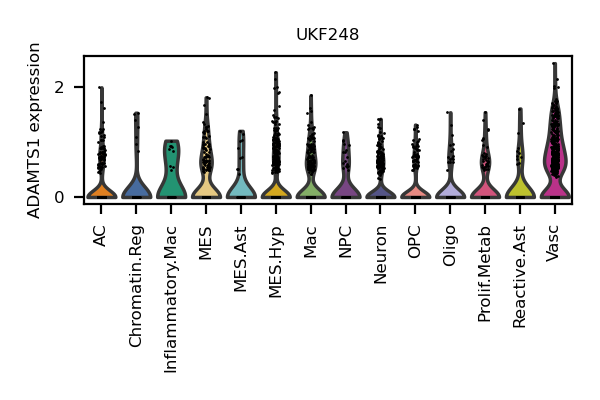 UKF248
ADAMTS1 expression
2
0
AC
Chromatin.Reg
Inflammatory.Mac
MES
MES.Ast
MES.Hyp
Mac
NPC
Neuron
OPC
Oligo
Prolif.Metab
Reactive.Ast
Vasc